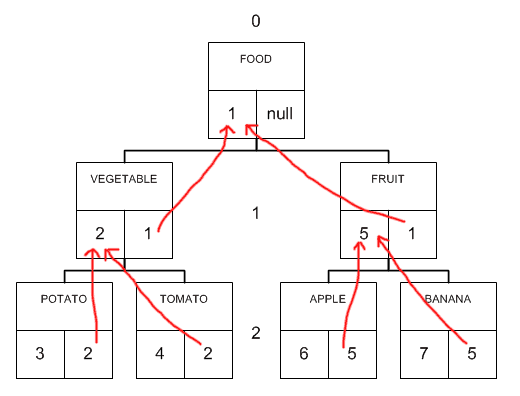 0
FOOD
1 null
VEGETABLE FRUIT
1
2 1 5 1
POTATO TOMATO APPLE BANANA
2
3 2 4 2 6 5 7 5